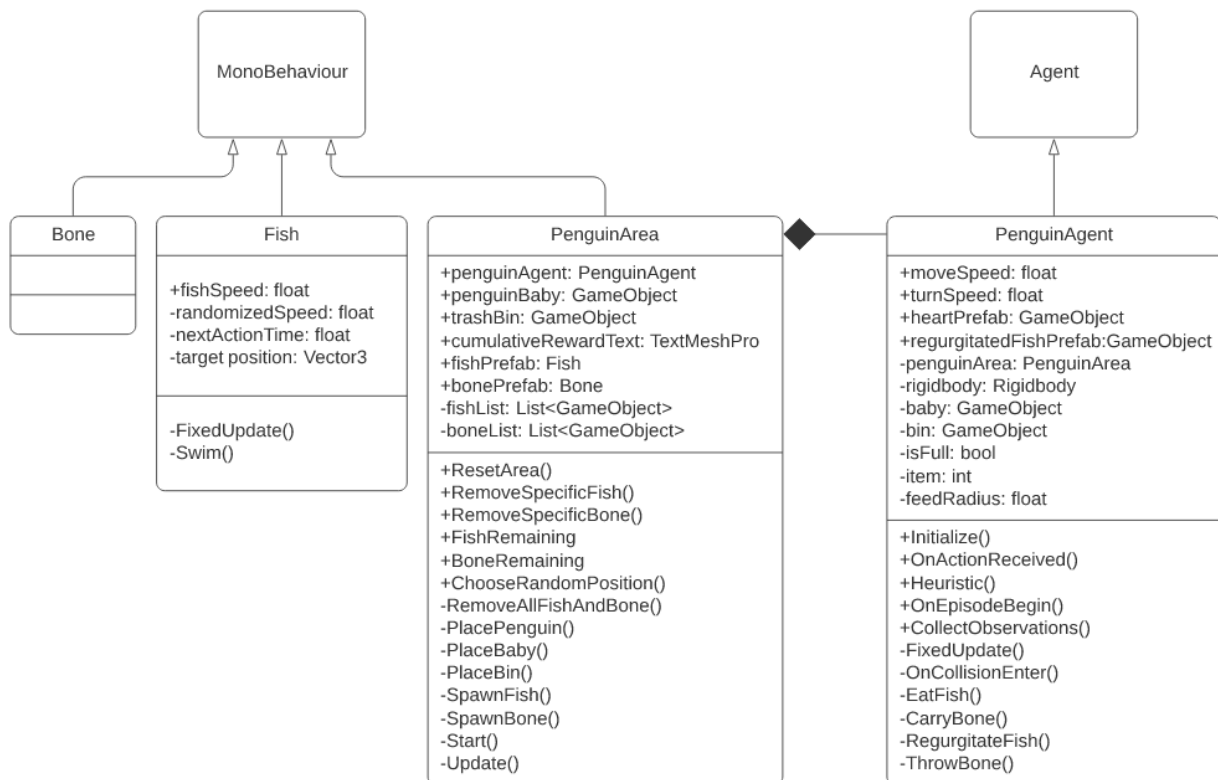 MonoBehaviour
Agent
Bone
Fish
+fishSpeed: float
-randomizedSpeed: float
-nextActionTime: float
-target position: Vector3
-FixedUpdate()
-Swim()
PenguinArea
+penguinAgent: PenguinAgent
+penguinBaby: GameObject
+trashBin: GameObject
+cumulativeRewardText: TextMeshPro
+fishPrefab: Fish
+bonePrefab: Bone
-fishList: List<GameObject>
-boneList: List<GameObject>
+ResetArea()
+RemoveSpecificFish()
+RemoveSpecificBone()
+FishRemaining
+BoneRemaining
+ChooseRandomPosition()
-RemoveAllFishAndBone()
-PlacePenguin()
-PlaceBaby()
-PlaceBin()
-SpawnFish()
-SpawnBone()
-Start()
-Update()
PenguinAgent
+moveSpeed: float
+turnSpeed: float
+heartPrefab: GameObject
+regurgitatedFishPrefab:GameObject
-penguinArea: PenguinArea
-rigidbody: Rigidbody
-baby: GameObject
-bin: GameObject
-isFull: bool
-item: int
-feedRadius: float
+Initialize()
+OnActionReceived()
+Heuristic()
+OnEpisodeBegin()
+CollectObservations()
-FixedUpdate()
-OnCollisionEnter()
-EatFish()
-CarryBone()
-RegurgitateFish()
-ThrowBone()